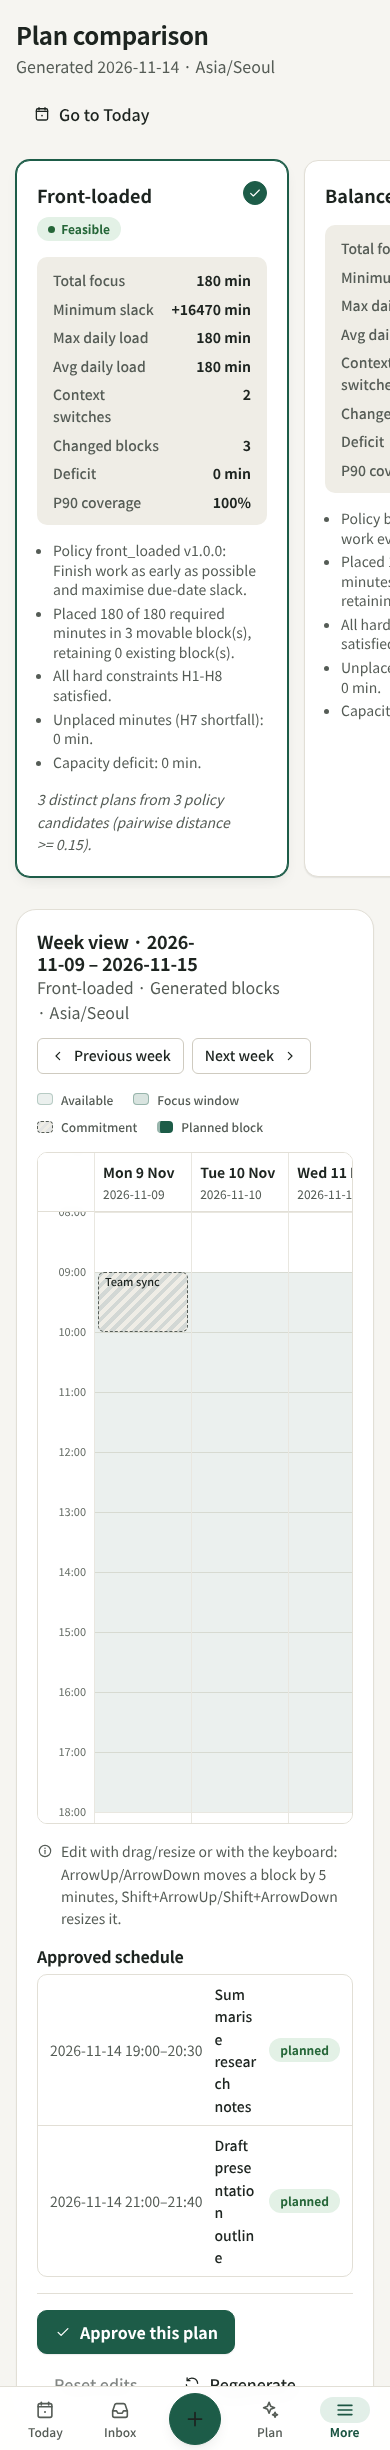 Plan comparison
Generated 2026-11-14 · Asia/Seoul
Go to Today
Front-loaded
Feasible
Total focus 180 min
Minimum slack +16470 min
Max daily load 180 min
Avg daily load 180 min
Context 2
switches
Changed blocks 3
Deficit 0 min
P90 coverage 100%
• Policy front_loaded v1.0.0:
Finish work as early as possible
and maximise due-date slack.
• Placed 180 of 180 required
minutes in 3 movable block(s),
retaining 0 existing block(s).
• All hard constraints H1-H8
satisfied.
• Unplaced minutes (H7 shortfall):
0 min.
• Capacity deficit: 0 min.
3 distinct plans from 3 policy
candidates (pairwise distance
>= 0.15).
Balance
Total fo
Minimu
Max dai
Avg dai
Context
switche
Change
Deficit
P90 cov
• Policy b
work ev
• Placed
minutes
retainin
• All hard
satisfied
• Unplace
0 min.
• Capacit
Week view · 2026-
11-09 – 2026-11-15
Front-loaded · Generated blocks
· Asia/Seoul
Previous week Next week
Available Focus window
Commitment Planned block
Mon 9 Nov Tue 10 Nov Wed 11
2026-11-09 2026-11-10 2026-11-1
08:00
09:00
Team sync
10:00
11:00
12:00
13:00
14:00
15:00
16:00
17:00
18:00
Edit with drag/resize or with the keyboard:
ArrowUp/ArrowDown moves a block by 5
minutes, Shift+ArrowUp/Shift+ArrowDown
resizes it.
Approved schedule
2026-11-14 19:00–20:30
Sum
maris
e
resear
ch
notes
planned
2026-11-14 21:00–21:40
Draft
prese
ntatio
n
outlin
e
planned
Approve this plan
Reset edits Regenerate
Today Inbox Plan More